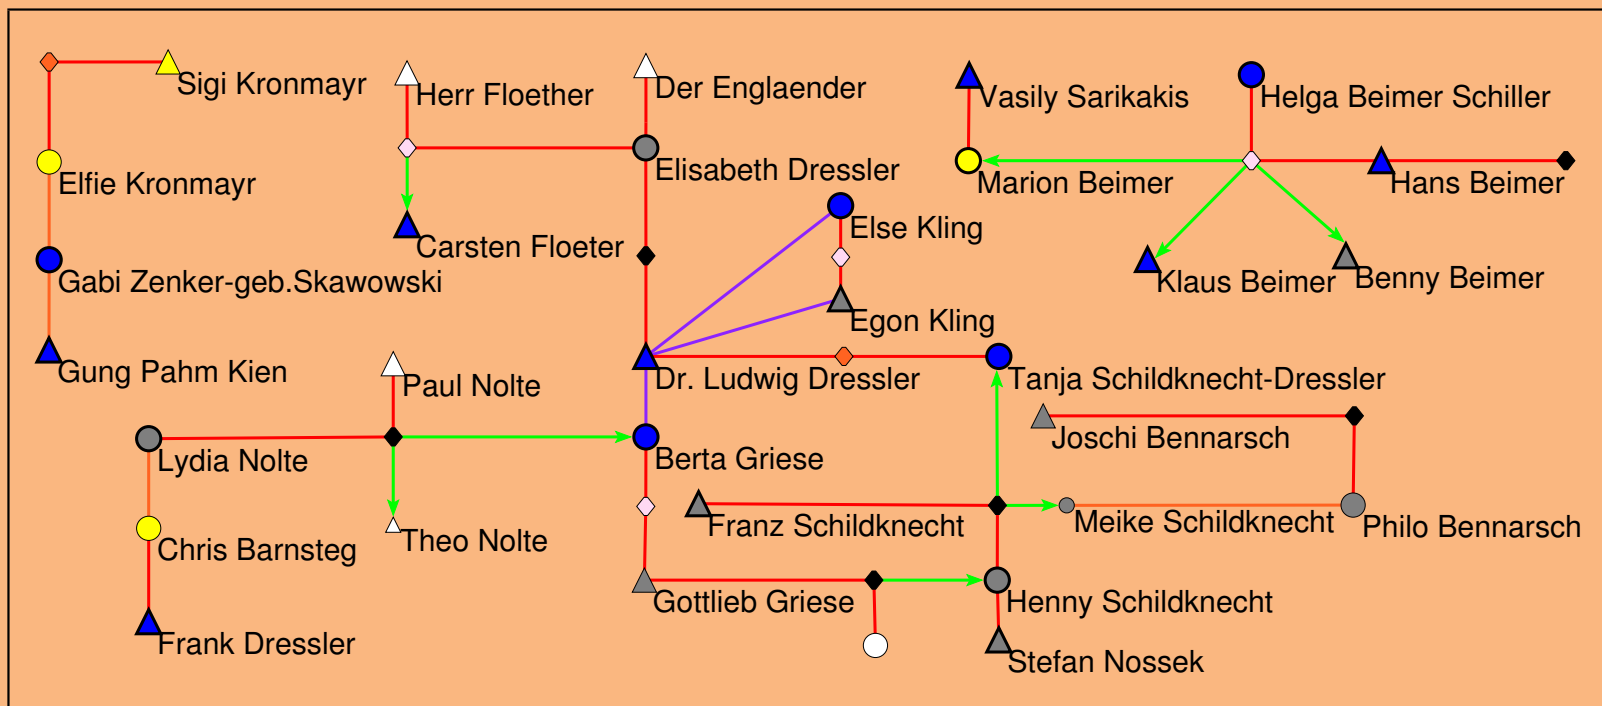 Sigi Kronmayr
Herr Floether
Der Englaender
Vasily Sarikakis
Helga Beimer Schiller
Elfie Kronmayr
Elisabeth Dressler
Marion Beimer
Hans Beimer
Carsten Floeter
Else Kling
Gabi Zenker-geb.Skawowski
Klaus Beimer
Benny Beimer
Egon Kling
Gung Pahm Kien
Paul Nolte
Dr. Ludwig Dressler
Tanja Schildknecht-Dressler
Joschi Bennarsch
Lydia Nolte
Berta Griese
Franz Schildknecht
Meike Schildknecht
Philo Bennarsch
Chris Barnsteg
Theo Nolte
Gottlieb Griese
Henny Schildknecht
Frank Dressler
Stefan Nossek